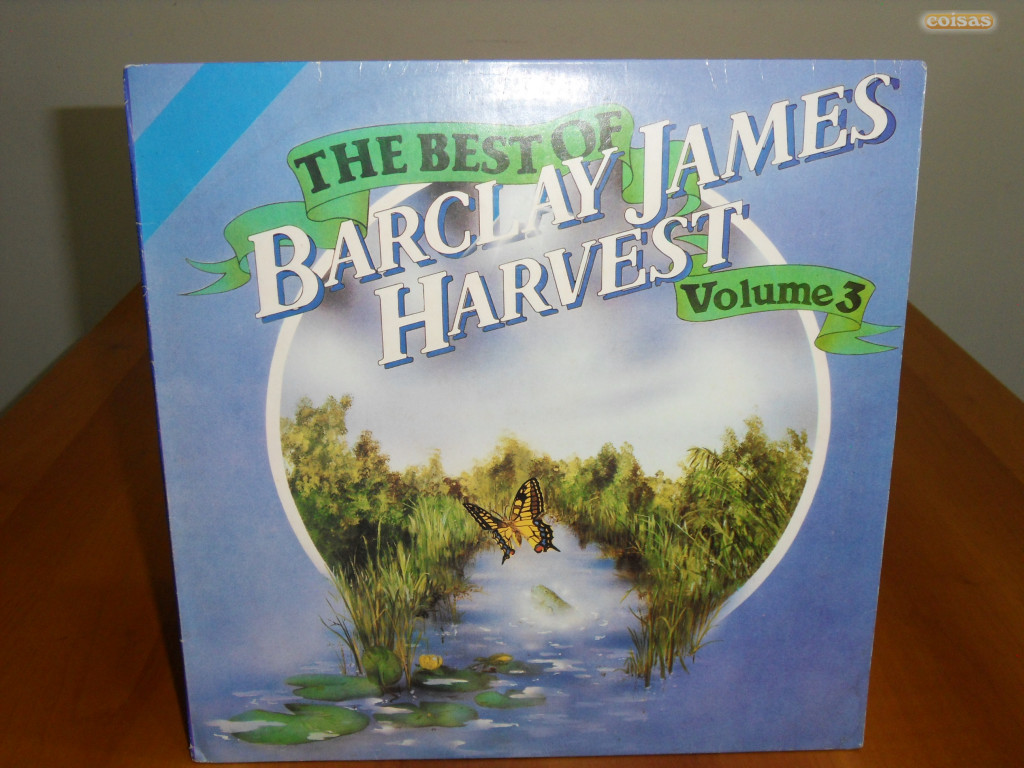 coisas
THE BEST OF
BARCLAY JAMES
HARVEST
Volume 3